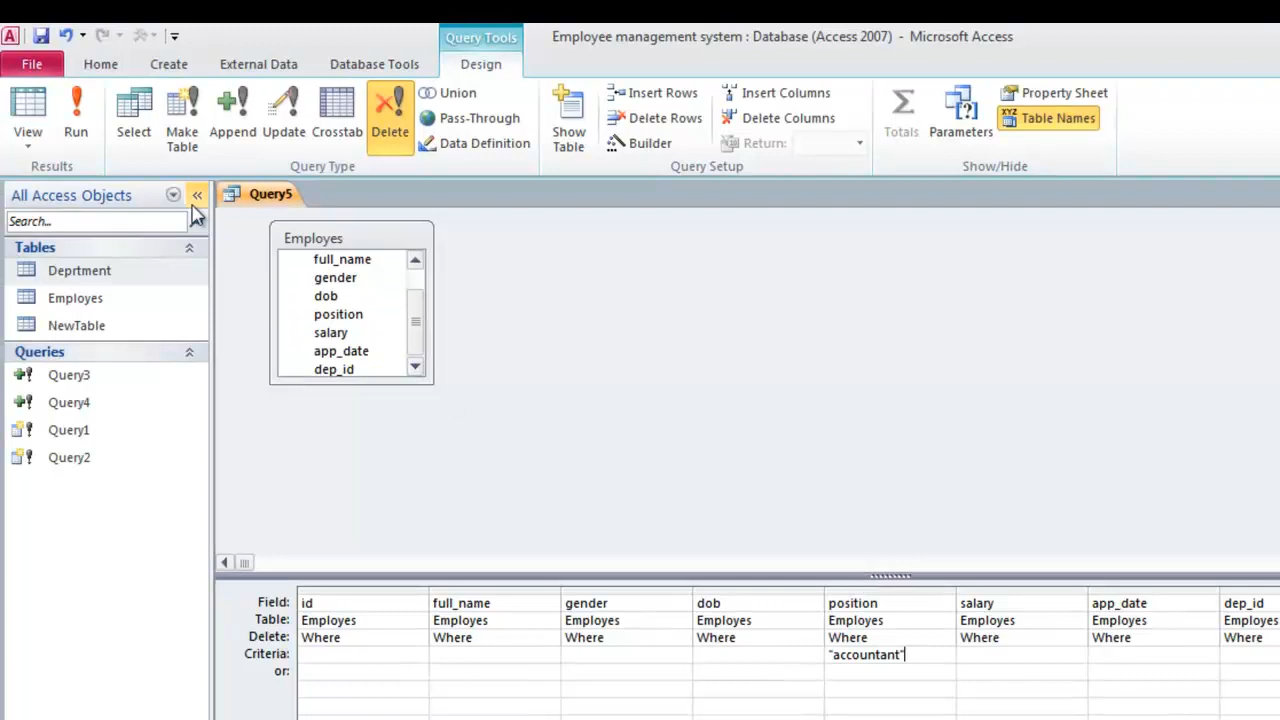 Query Tools
Employee management system : Database (Access 2007) - Microsoft Access
File Home Create External Data Database Tools Design
View
Run
Results
Select
Make Table
Append
Update
Crosstab
Delete
Union
Pass-Through
Data Definition
Query Type
Show Table
Insert Rows
Delete Rows
Builder
Insert Columns
Delete Columns
Return:
Query Setup
Totals
Parameters
Property Sheet
XYZ Table Names
Show/Hide
All Access Objects «
Search...
Tables
Deprtment
Employes
NewTable
Queries
Query3
Query4
Query1
Query2
Query5
Employes
full_name
gender
dob
position
salary
app_date
dep_id
Field: id full_name gender dob position salary app_date dep_id
Table: Employes Employes Employes Employes Employes Employes Employes Employes
Delete: Where Where Where Where Where Where Where Where
Criteria: "accountant"
or: